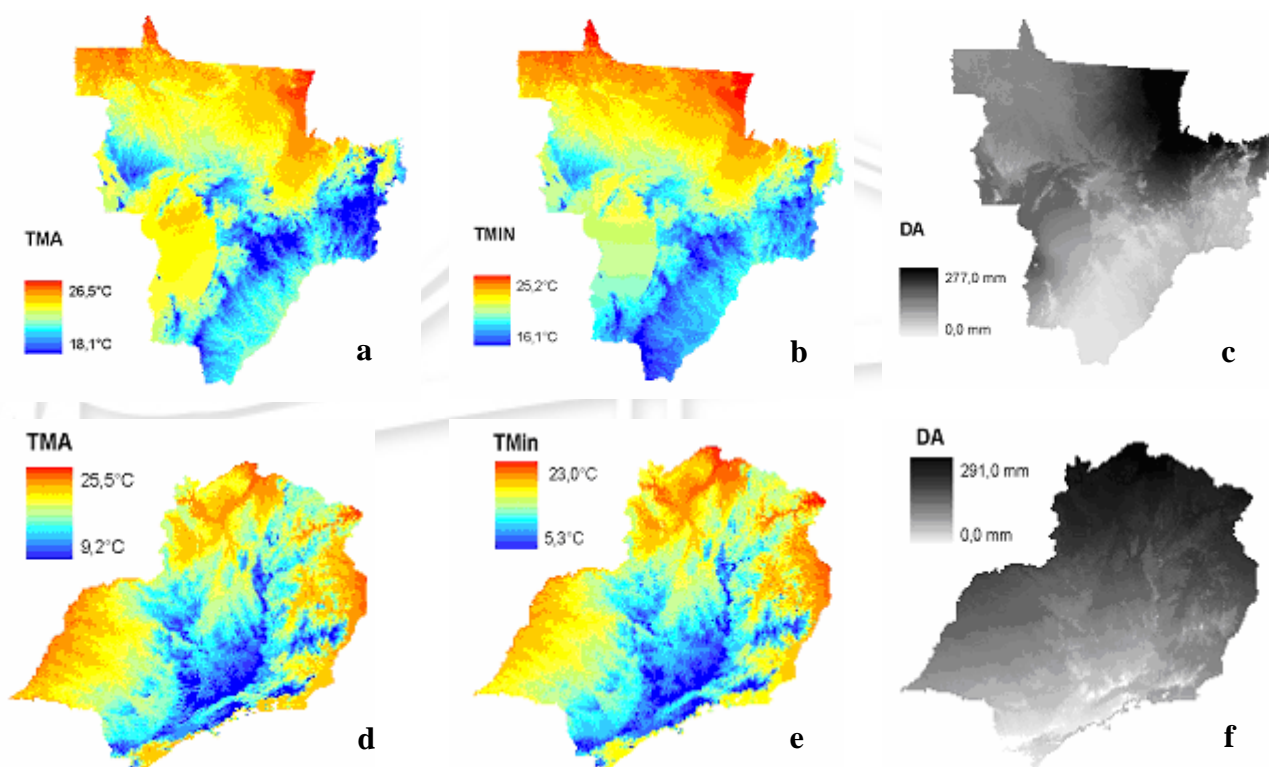 TMA
26,5°C
18,1°C
a
TMIN
25,2°C
16,1°C
b
DA
277,0 mm
0,0 mm
c
TMA
25,5°C
9,2°C
d
TMin
23,0°C
5,3°C
e
DA
291,0 mm
0,0 mm
f